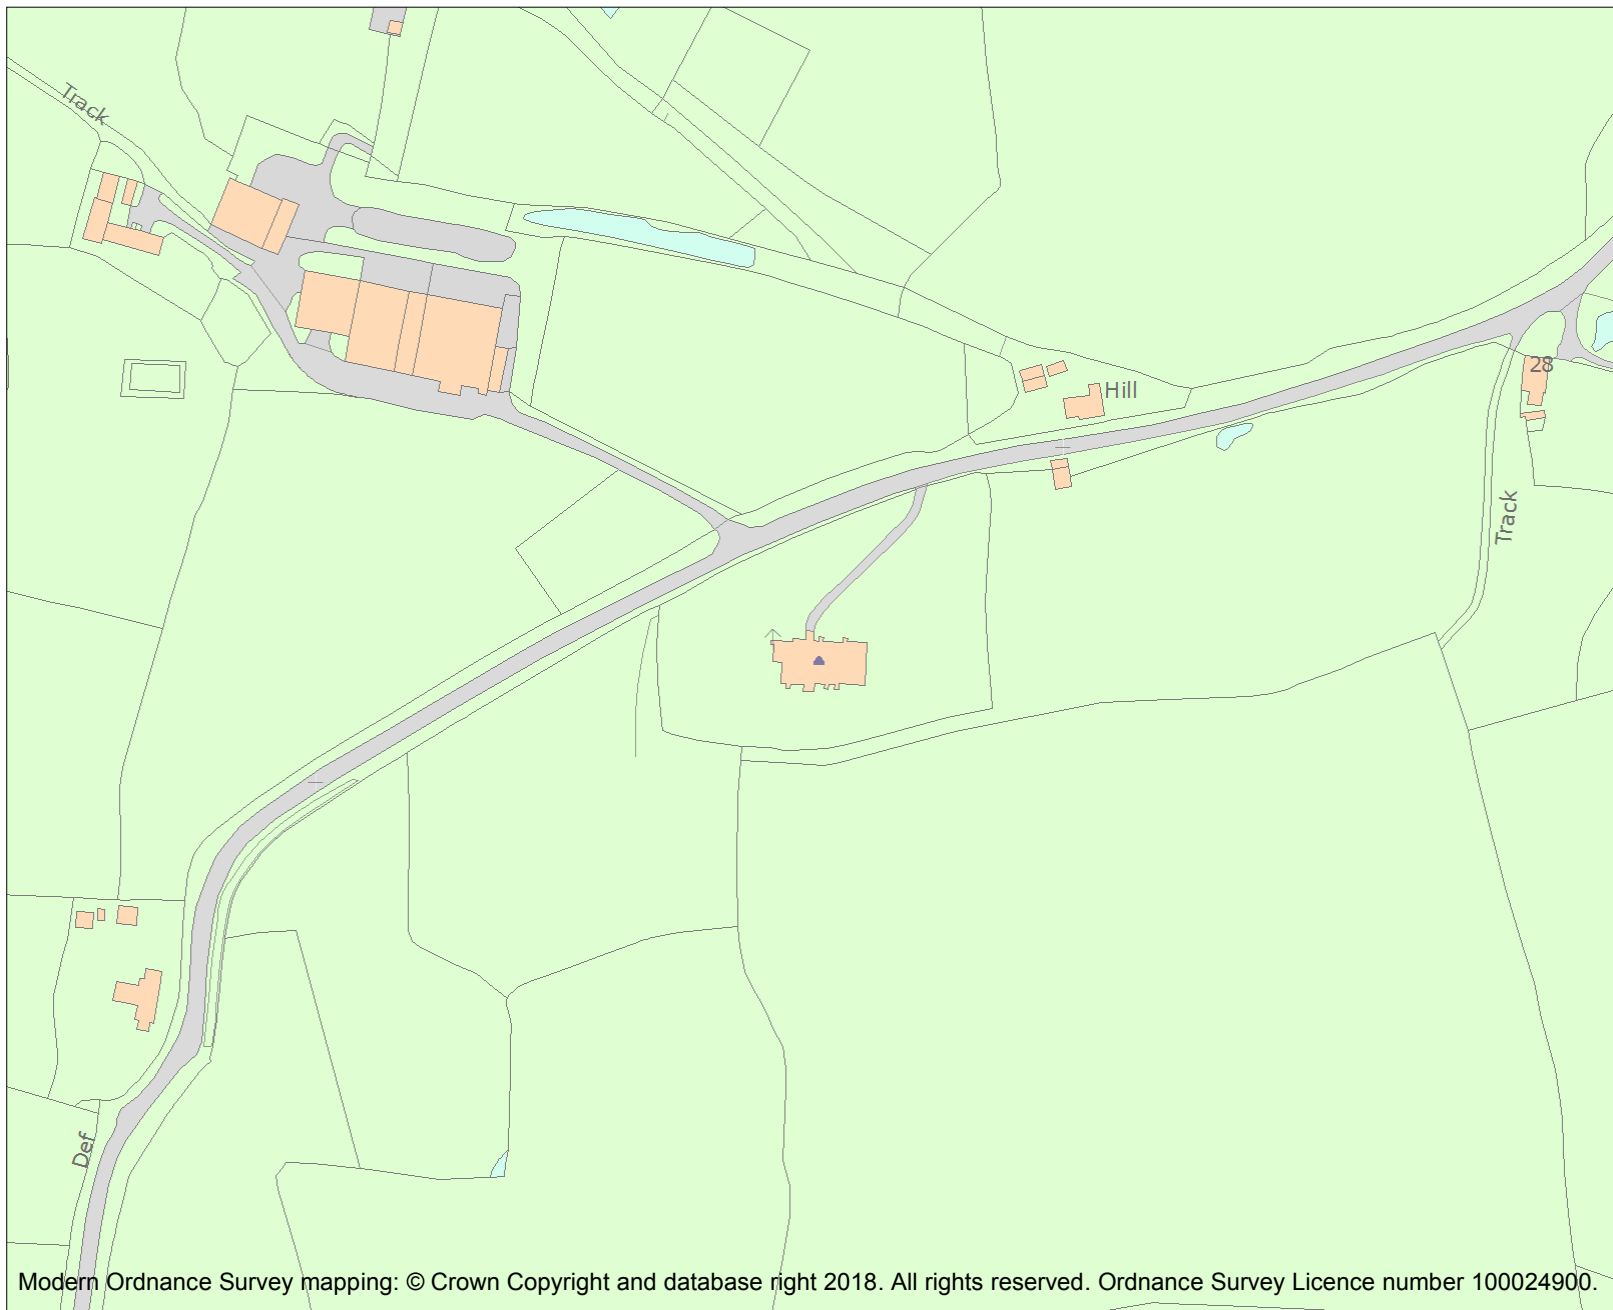 Track
Hill
28
Track
Def
Modern Ordnance Survey mapping: © Crown Copyright and database right 2018. All rights reserved. Ordnance Survey Licence number 100024900.